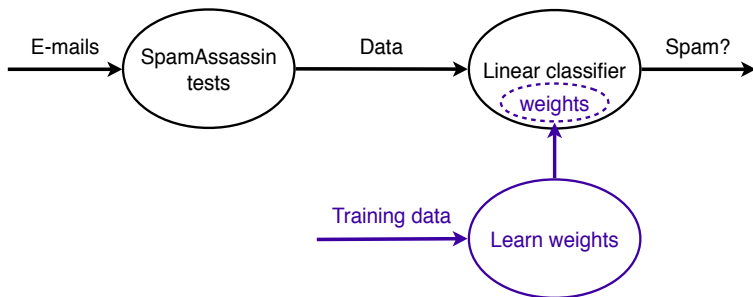 E-mails
SpamAssassin
tests
Data
Linear classifier
weights
Spam?
Training data
Learn weights